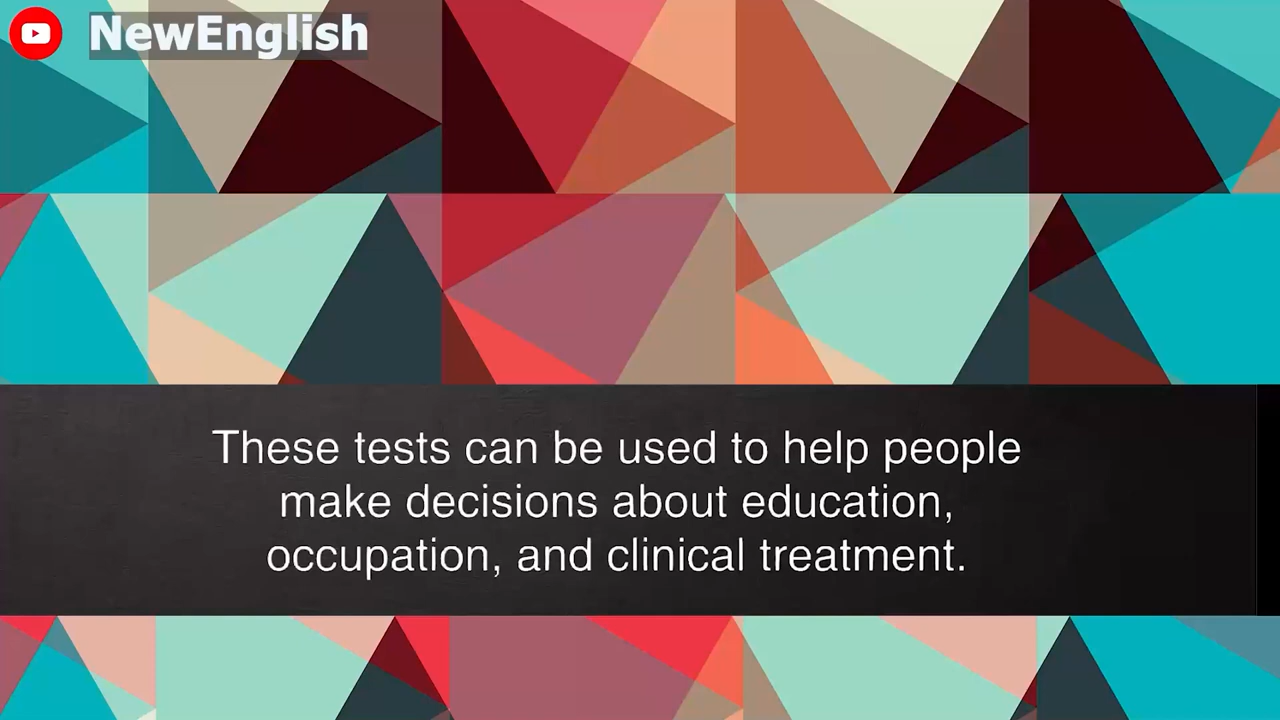 NewEnglish
These tests can be used to help people
make decisions about education,
occupation, and clinical treatment.